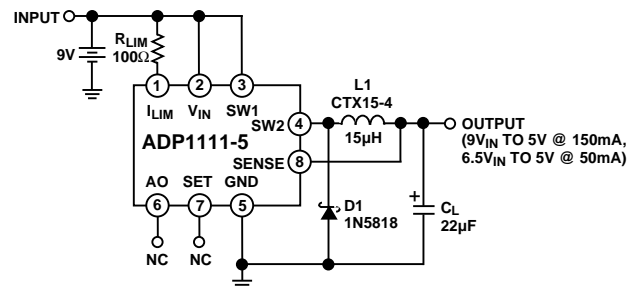 INPUT
9V
RLIM
100Ω
1
2
3
ILIM
VIN
SW1
L1
CTX15-4
15µH
SW2
4
OUTPUT
(9VIN TO 5V @ 150mA,
6.5VIN TO 5V @ 50mA)
ADP1111-5
SENSE
8
AO
SET
GND
6
7
5
NC
NC
D1
1N5818
+
CL
22µF